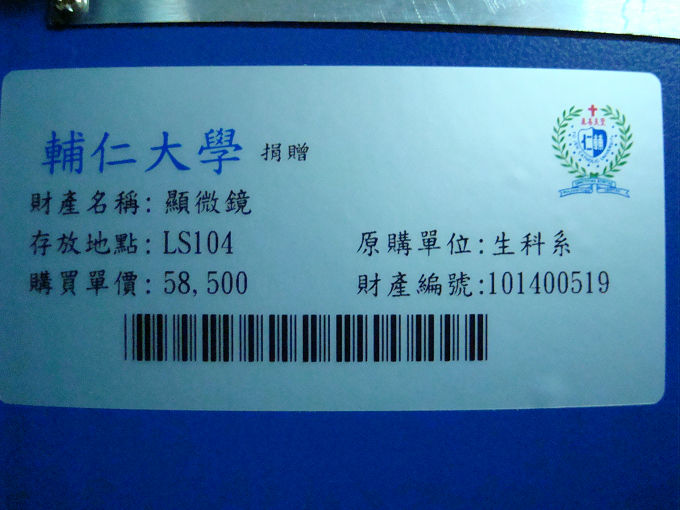 輔仁大學 捐贈
財產名稱: 顯微鏡
存放地點: LS104 原購單位: 生科系
購買單價: 58,500 財產編號:101400519